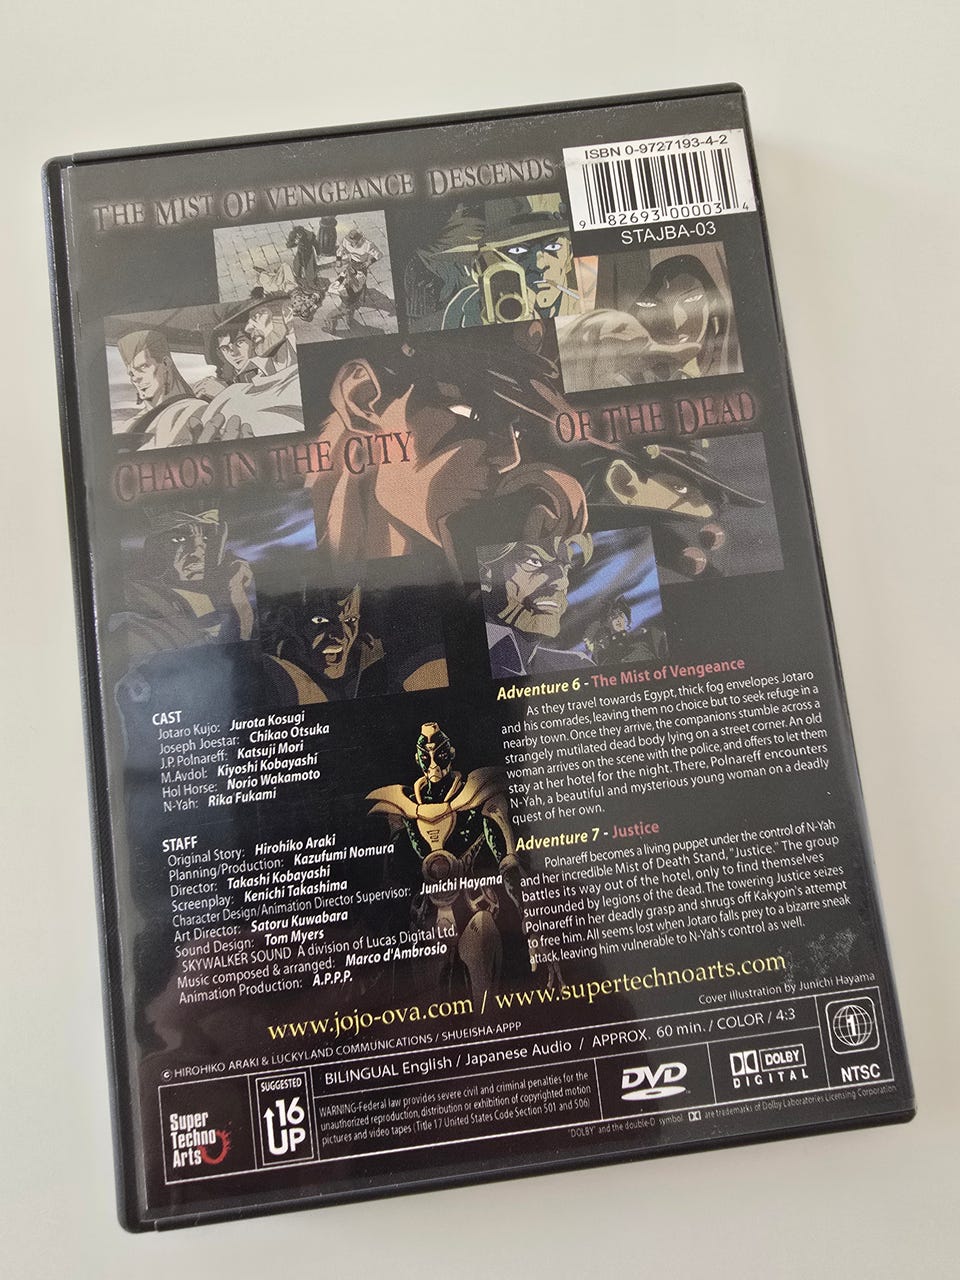 THE MIST OF VENGEANCE DESCENDS
ISBN 0-9727193-4-2
9 82693 00003 4
STAJBA-03
CHAOS IN THE CITY OF THE DEAD
CAST
Jotaro Kujo: Jurota Kosugi
Joseph Joestar: Chikao Otsuka
J.P. Polnareff: Katsuji Mori
M.Avdol: Kiyoshi Kobayashi
Hol Horse: Norio Wakamoto
N-Yah: Rika Fukami
STAFF
Original Story: Hirohiko Araki
Planning/Production: Kazufumi Nomura
Director: Takashi Kobayashi
Screenplay: Kenichi Takashima
Character Design/Animation Director Supervisor: Junichi Hayama
Art Director: Satoru Kuwabara
Sound Design: Tom Myers
SKYWALKER SOUND A division of Lucas Digital Ltd.
Music composed & arranged: Marco d'Ambrosio
Animation Production: A.P.P.P.
Adventure 6 - The Mist of Vengeance
As they travel towards Egypt, thick fog envelopes Jotaro
and his comrades, leaving them no choice but to seek refuge in a
nearby town. Once they arrive, the companions stumble across a
strangely mutilated dead body lying on a street corner. An old
woman arrives on the scene with the police, and offers to let them
stay at her hotel for the night. There, Polnareff encounters
N-Yah, a beautiful and mysterious young woman on a deadly
quest of her own.
Adventure 7 - Justice
Polnareff becomes a living puppet under the control of N-Yah
and her incredible Mist of Death Stand, "Justice." The group
battles its way out of the hotel, only to find themselves
surrounded by legions of the dead. The towering Justice seizes
Polnareff in her deadly grasp and shrugs off Kakyoin's attempt
to free him. All seems lost when Jotaro falls prey to a bizarre sneak
attack, leaving him vulnerable to N-Yah's control as well.
www.jojo-ova.com / www.supertechnoarts.com
Cover Illustration by Junichi Hayama
© HIROHIKO ARAKI & LUCKYLAND COMMUNICATIONS / SHUEISHA-APPP
BILINGUAL English / Japanese Audio / APPROX. 60 min. / COLOR / 4:3
Super
Techno
Arts
SUGGESTED
16
UP
WARNING-Federal law provides severe civil and criminal penalties for the
unauthorized reproduction, distribution or exhibition of copyrighted motion
pictures and video tapes (Title 17 United States Code Section 501 and 506)
DVD
VIDEO
DOLBY
DIGITAL
1
NTSC
"DOLBY" and the double-D symbol are trademarks of Dolby Laboratories Licensing Corporation